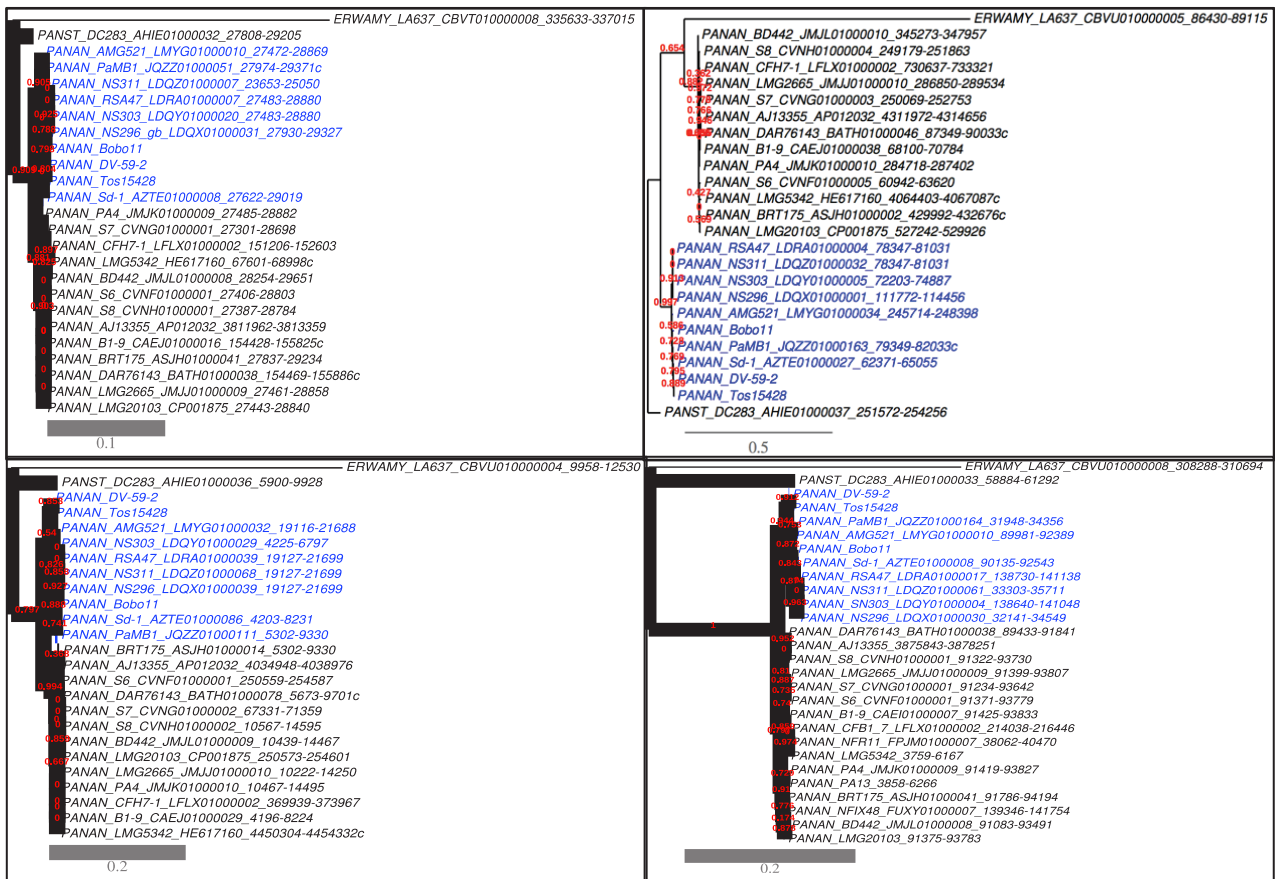 ERWAMY_LA637_CBVT010000008_335633-337015
PANST_DC283_AHIE01000032_27808-29205
PANAN_AMG521_LMYG01000010_27472-28869
PANAN_PaMB1_JQZZ01000051_27974-29371c
PANAN_NS311_LDQZ01000007_23653-25050
PANAN_RSA47_LDRA01000007_27483-28880
PANAN_NS303_LDQY01000020_27483-28880
PANAN_NS296_gb_LDQX01000031_27930-29327
PANAN_Bobo11
PANAN_DV-59-2
PANAN_Tos15428
PANAN_Sd-1_AZTE01000008_27622-29019
PANAN_PA4_JMJK01000009_27485-28882
PANAN_S7_CVNG01000001_27301-28698
PANAN_CFH7-1_LFLX01000002_151206-152603
PANAN_LMG5342_HE617160_67601-68998c
PANAN_BD442_JMJL01000008_28254-29651
PANAN_S6_CVNF01000001_27406-28803
PANAN_S8_CVNH01000001_27387-28784
PANAN_AJ13355_AP012032_3811962-3813359
PANAN_B1-9_CAEJ01000016_154428-155825c
PANAN_BRT175_ASJH01000041_27837-29234
PANAN_DAR76143_BATH01000038_154469-155886c
PANAN_LMG2665_JMJJ01000009_27461-28858
PANAN_LMG20103_CP001875_27443-28840
0.1
ERWAMY_LA637_CBVU010000005_86430-89115
0.654
PANAN_BD442_JMJL01000010_345273-347957
PANAN_S8_CVNH01000004_249179-251863
PANAN_CFH7-1_LFLX01000002_730637-733321
PANAN_LMG2665_JMJJ01000010_286850-289534
PANAN_S7_CVNG01000003_250069-252753
PANAN_AJ13355_AP012032_4311972-4314656
PANAN_DAR76143_BATH01000046_87349-90033c
PANAN_B1-9_CAEJ01000038_68100-70784
PANAN_PA4_JMJK01000010_284718-287402
PANAN_S6_CVNF01000005_60942-63620
PANAN_LMG5342_HE617160_4064403-4067087c
PANAN_BRT175_ASJH01000002_429992-432676c
PANAN_LMG20103_CP001875_527242-529926
PANAN_RSA47_LDRA01000004_78347-81031
PANAN_NS311_LDQZ01000032_78347-81031
PANAN_NS303_LDQY01000005_72203-74887
PANAN_NS296_LDQX01000001_111772-114456
0.997
PANAN_AMG521_LMYG01000034_245714-248398
PANAN_Bobo11
PANAN_PaMB1_JQZZ01000163_79349-82033c
PANAN_Sd-1_AZTE01000027_62371-65055
PANAN_DV-59-2
PANAN_Tos15428
PANST_DC283_AHIE01000037_251572-254256
0.5
ERWAMY_LA637_CBVU010000004_9958-12530
PANST_DC283_AHIE01000036_5900-9928
PANAN_DV-59-2
PANAN_Tos15428
PANAN_AMG521_LMYG01000032_19116-21688
PANAN_NS303_LDQY01000029_4225-6797
PANAN_RSA47_LDRA01000039_19127-21699
PANAN_NS311_LDQZ01000068_19127-21699
PANAN_NS296_LDQX01000039_19127-21699
PANAN_Bobo11
0.797
PANAN_Sd-1_AZTE01000086_4203-8231
PANAN_PaMB1_JQZZ01000111_5302-9330
PANAN_BRT175_ASJH01000014_5302-9330
PANAN_AJ13355_AP012032_4034948-4038976
PANAN_S6_CVNF01000001_250559-254587
0.994
PANAN_DAR76143_BATH01000078_5673-9701c
PANAN_S7_CVNG01000002_67331-71359
PANAN_S8_CVNH01000002_10567-14595
PANAN_BD442_JMJL01000009_10439-14467
PANAN_LMG20103_CP001875_250573-254601
PANAN_LMG2665_JMJJ01000010_10222-14250
PANAN_PA4_JMJK01000010_10467-14495
PANAN_CFH7-1_LFLX01000002_369939-373967
PANAN_B1-9_CAEJ01000029_4196-8224
PANAN_LMG5342_HE617160_4450304-4454332c
0.2
ERWAMY_LA637_CBVU010000008_308288-310694
PANST_DC283_AHIE01000033_58884-61292
PANAN_DV-59-2
PANAN_Tos15428
PANAN_PaMB1_JQZZ01000164_31948-34356
PANAN_AMG521_LMYG01000010_89981-92389
PANAN_Bobo11
PANAN_Sd-1_AZTE01000008_90135-92543
PANAN_RSA47_LDRA01000017_138730-141138
PANAN_NS311_LDQZ01000061_33303-35711
PANAN_SN303_LDQY01000004_138640-141048
PANAN_NS296_LDQX01000030_32141-34549
1
PANAN_DAR76143_BATH01000038_89433-91841
PANAN_AJ13355_3875843-3878251
PANAN_S8_CVNH01000001_91322-93730
PANAN_LMG2665_JMJJ01000009_91399-93807
PANAN_S7_CVNG01000001_91234-93642
PANAN_S6_CVNF01000001_91371-93779
PANAN_B1-9_CAEI01000007_91425-93833
PANAN_CFB1_7_LFLX01000002_214038-216446
PANAN_NFR11_FPJM01000007_38062-40470
PANAN_LMG5342_3759-6167
PANAN_PA4_JMJK01000009_91419-93827
PANAN_PA13_3858-6266
PANAN_BRT175_ASJH01000041_91786-94194
PANAN_NFIX48_FUXY01000007_139346-141754
PANAN_BD442_JMJL01000008_91083-93491
PANAN_LMG20103_91375-93783
0.2